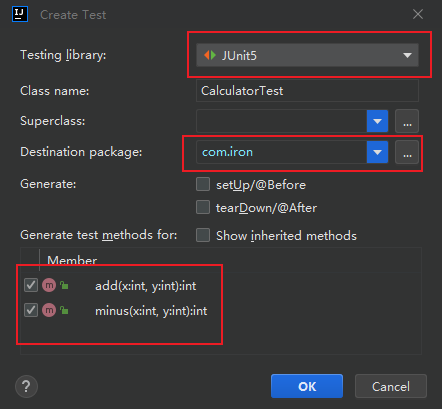 Create Test
Testing library: JUnit5
Class name: CalculatorTest
Superclass: ...
Destination package: com.iron ...
Generate: setUp/@Before
tearDown/@After
Generate test methods for: Show inherited methods
Member
m add(x:int, y:int):int
m minus(x:int, y:int):int
? OK Cancel